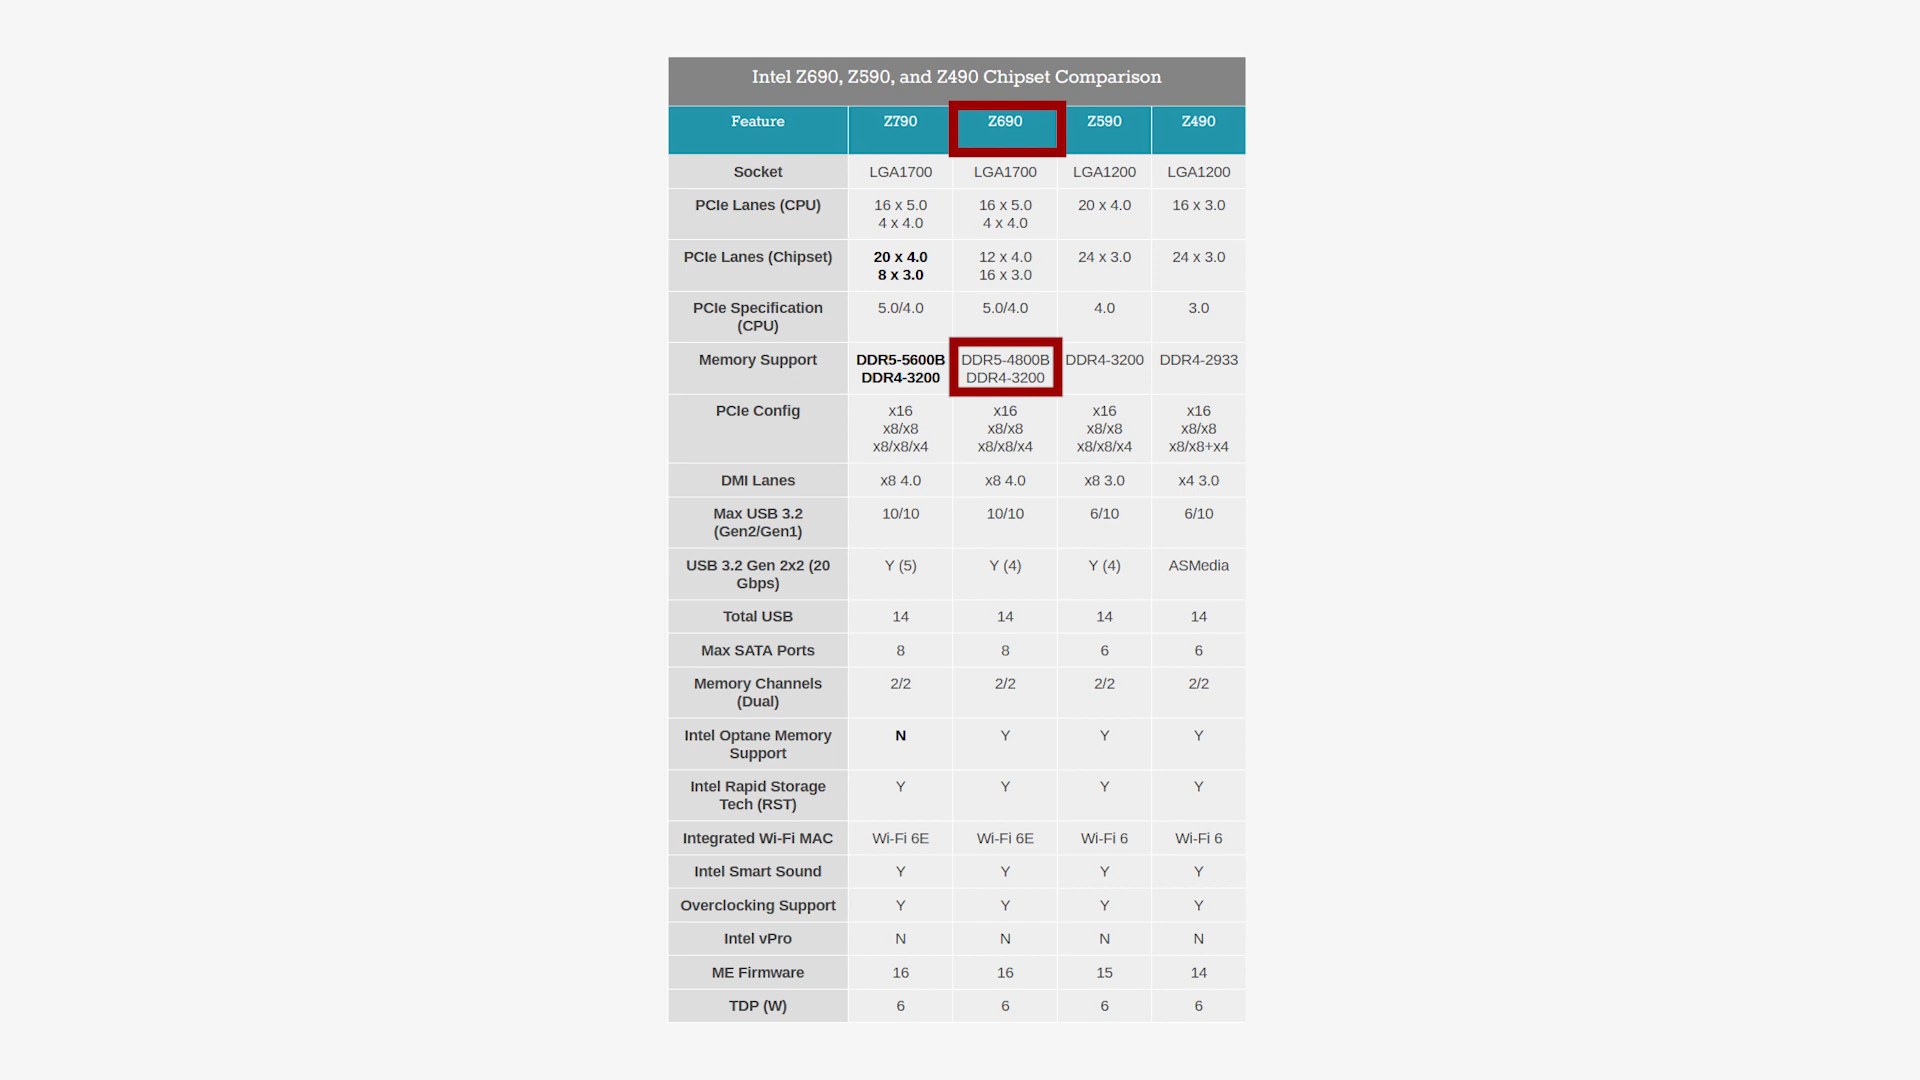 Intel Z690, Z590, and Z490 Chipset Comparison
Feature Z790 Z690 Z590 Z490
Socket LGA1700 LGA1700 LGA1200 LGA1200
PCIe Lanes (CPU) 16 x 5.0 16 x 5.0 20 x 4.0 16 x 3.0
4 x 4.0 4 x 4.0
PCIe Lanes (Chipset) 20 x 4.0 12 x 4.0 24 x 3.0 24 x 3.0
8 x 3.0 16 x 3.0
PCIe Specification 5.0/4.0 5.0/4.0 4.0 3.0
(CPU)
Memory Support DDR5-5600B DDR5-4800B DDR4-3200 DDR4-2933
DDR4-3200 DDR4-3200
PCIe Config x16 x16 x16 x16
x8/x8 x8/x8 x8/x8 x8/x8
x8/x8/x4 x8/x8/x4 x8/x8/x4 x8/x8+x4
DMI Lanes x8 4.0 x8 4.0 x8 3.0 x4 3.0
Max USB 3.2 10/10 10/10 6/10 6/10
(Gen2/Gen1)
USB 3.2 Gen 2x2 (20 Y (5) Y (4) Y (4) ASMedia
Gbps)
Total USB 14 14 14 14
Max SATA Ports 8 8 6 6
Memory Channels 2/2 2/2 2/2 2/2
(Dual)
Intel Optane Memory N Y Y Y
Support
Intel Rapid Storage Y Y Y Y
Tech (RST)
Integrated Wi-Fi MAC Wi-Fi 6E Wi-Fi 6E Wi-Fi 6 Wi-Fi 6
Intel Smart Sound Y Y Y Y
Overclocking Support Y Y Y Y
Intel vPro N N N N
ME Firmware 16 16 15 14
TDP (W) 6 6 6 6